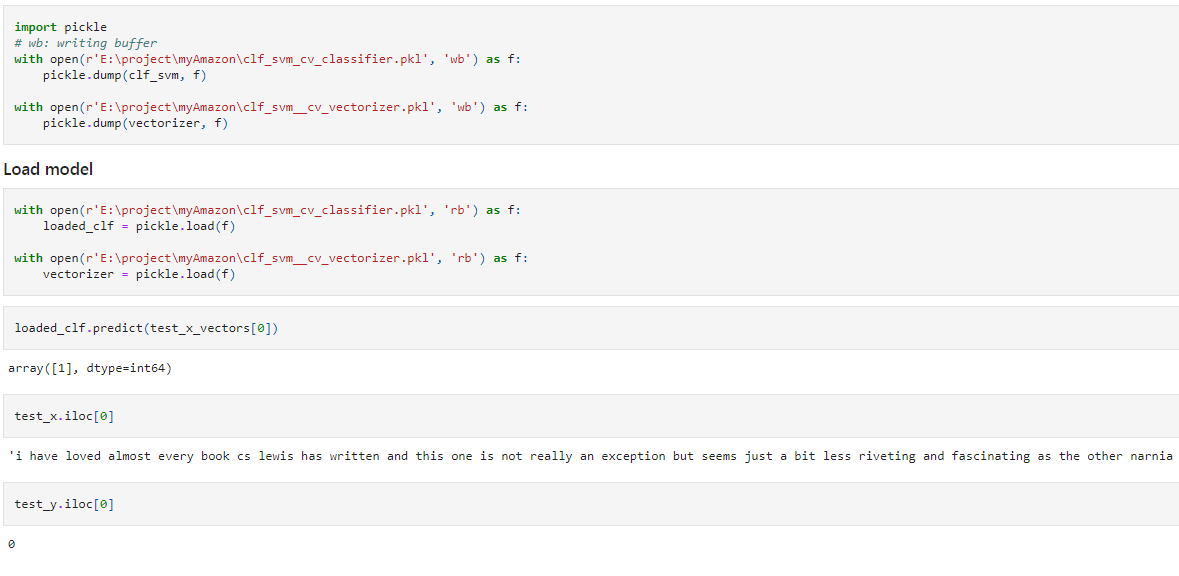 import pickle
# wb: writing buffer
with open(r'E:\project\myAmazon\clf_svm_cv_classifier.pkl', 'wb') as f:
    pickle.dump(clf_svm, f)
with open(r'E:\project\myAmazon\clf_svm__cv_vectorizer.pkl', 'wb') as f:
    pickle.dump(vectorizer, f)
Load model
with open(r'E:\project\myAmazon\clf_svm_cv_classifier.pkl', 'rb') as f:
    loaded_clf = pickle.load(f)
with open(r'E:\project\myAmazon\clf_svm__cv_vectorizer.pkl', 'rb') as f:
    vectorizer = pickle.load(f)
loaded_clf.predict(test_x_vectors[0])
array([1], dtype=int64)
test_x.iloc[0]
'i have loved almost every book cs lewis has written and this one is not really an exception but seems just a bit less riveting and fascinating as the other narnia
test_y.iloc[0]
0